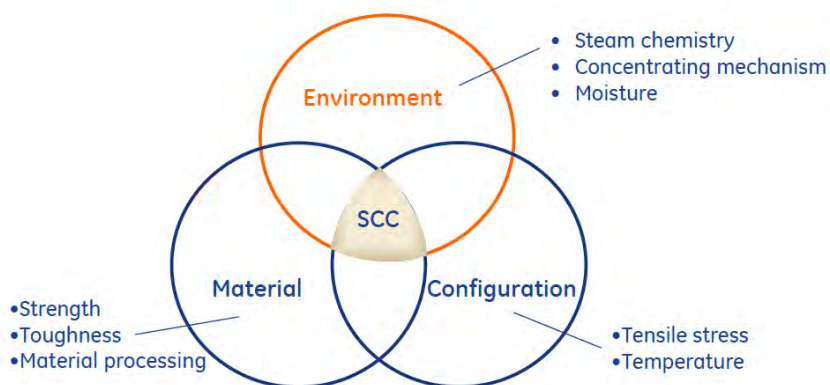 • Steam chemistry
• Concentrating mechanism
• Moisture
Environment
SCC
Material
Configuration
•Strength
•Toughness
•Material processing
•Tensile stress
•Temperature